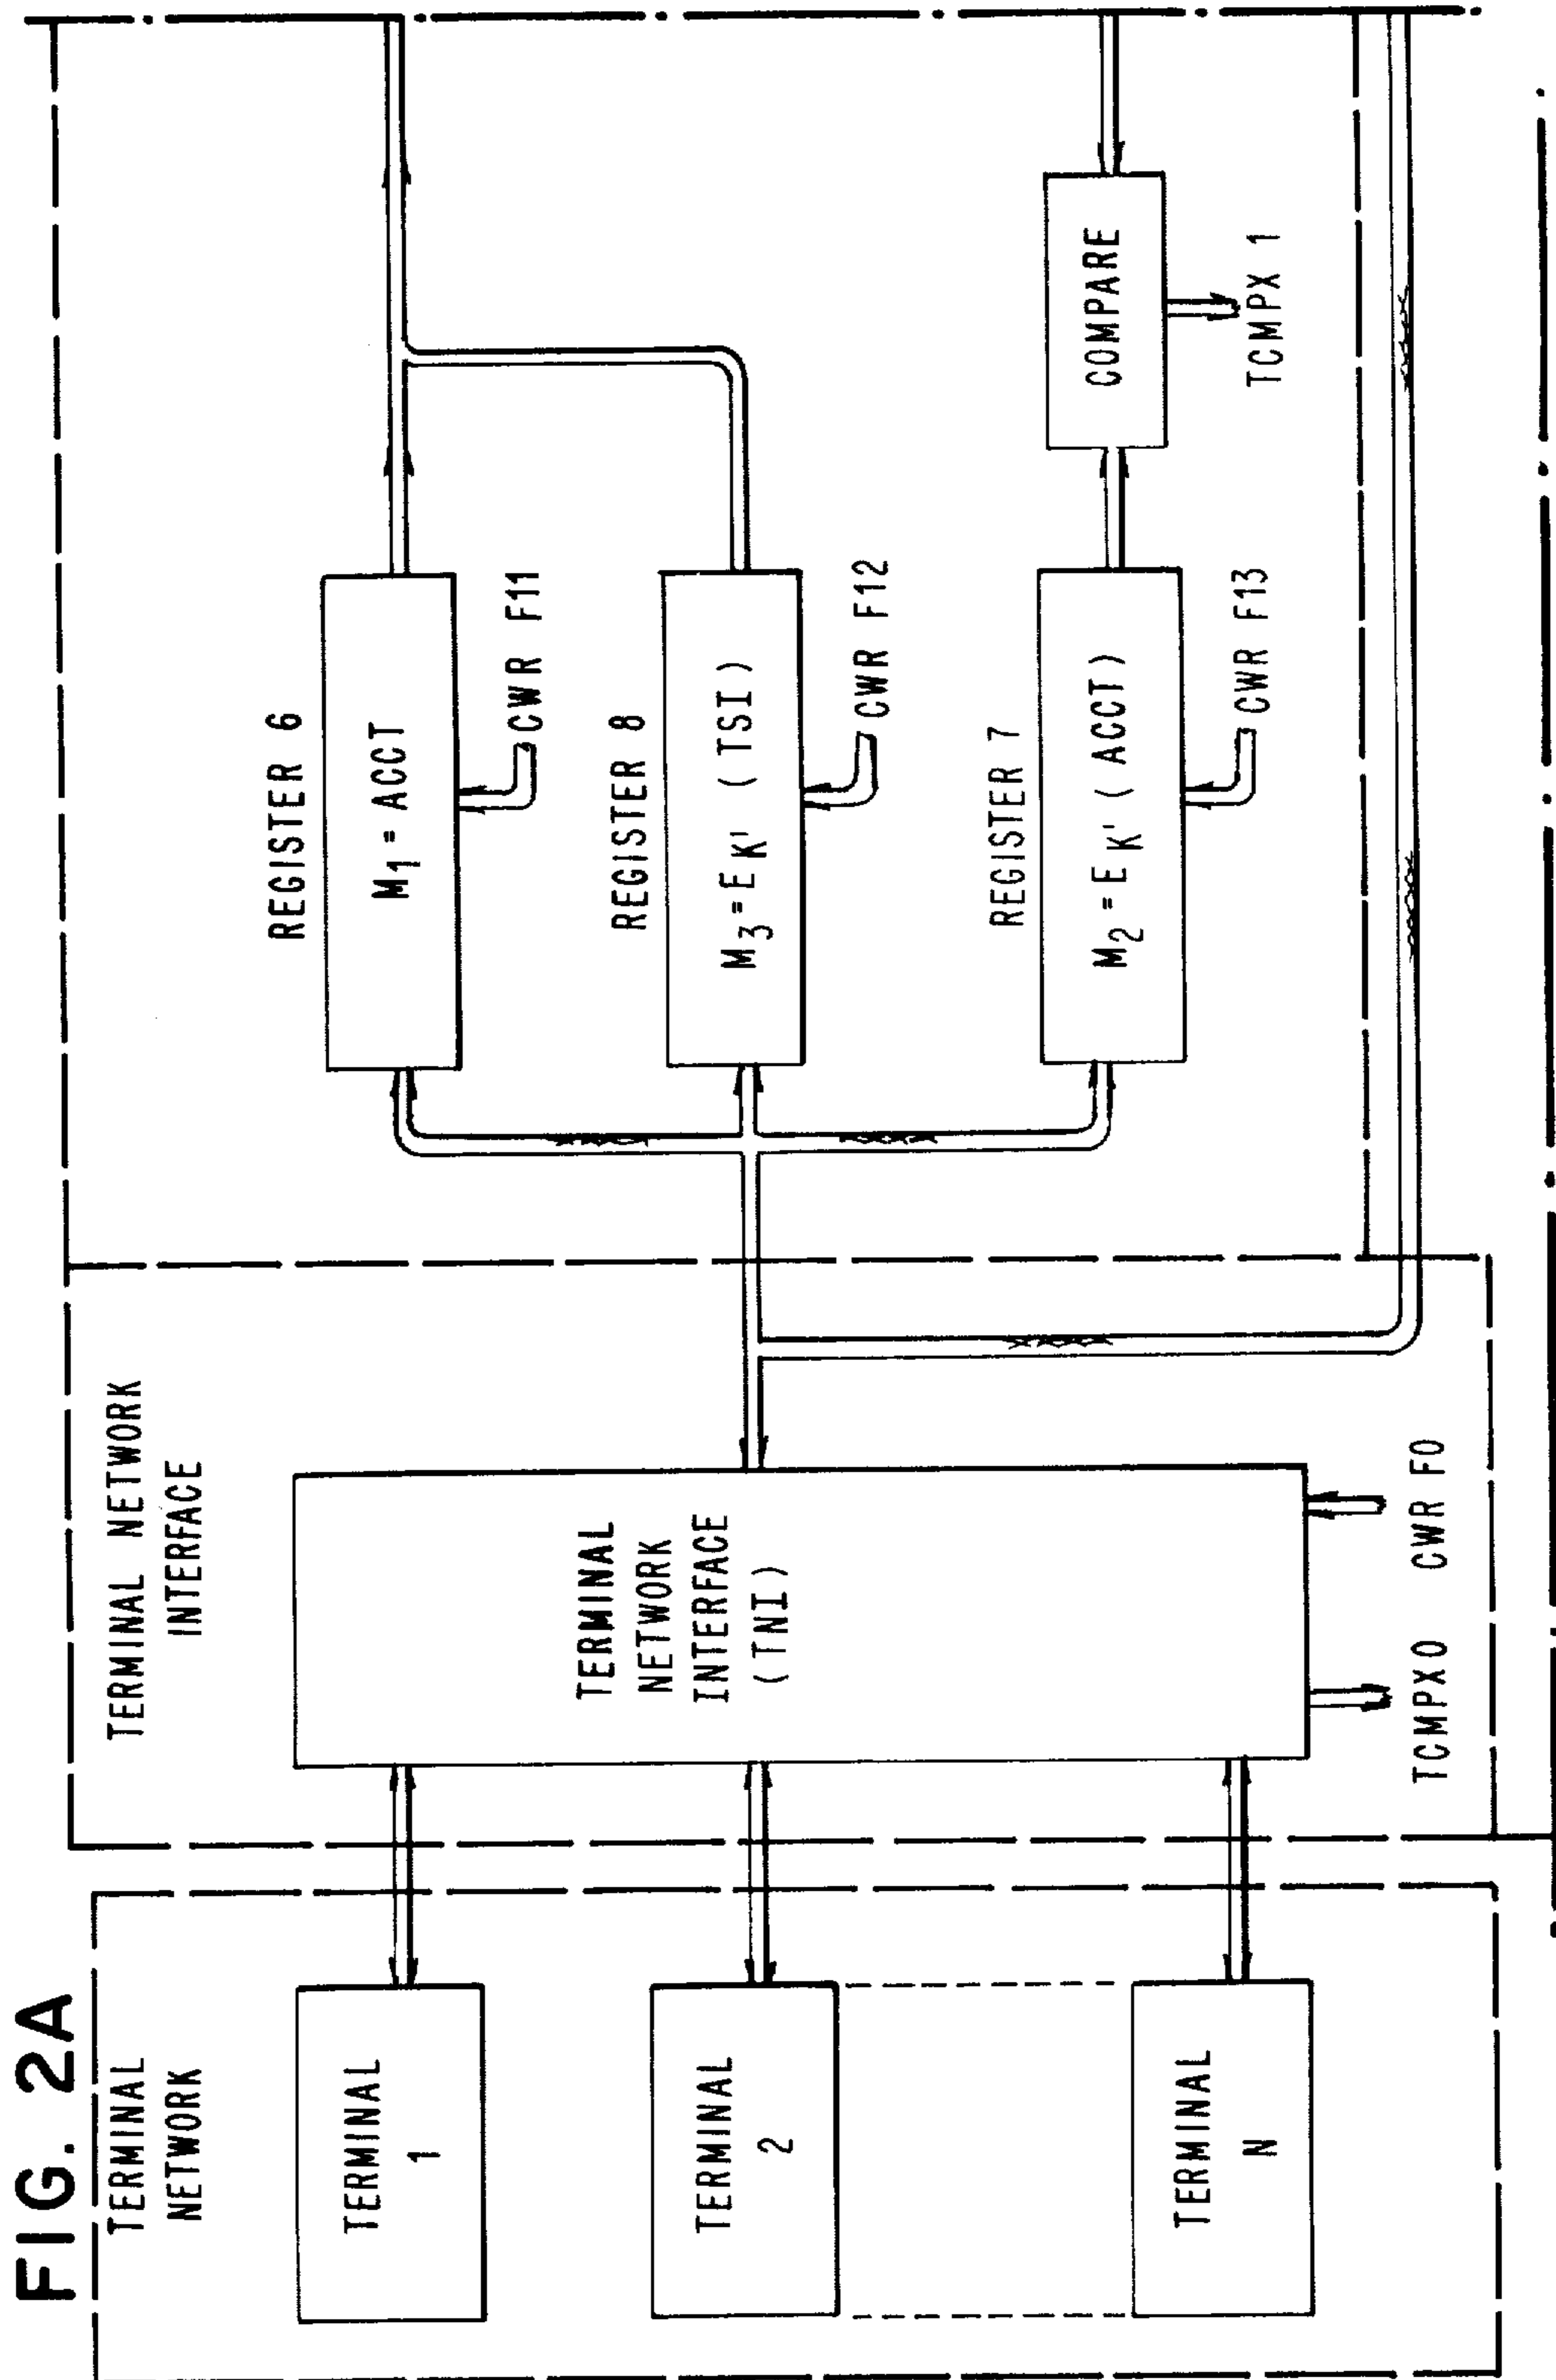 FIG. 2A
TERMINAL
NETWORK
TERMINAL
1
TERMINAL
2
TERMINAL
N
TERMINAL NETWORK
INTERFACE
TERMINAL
NETWORK
INTERFACE
(TNI)
TCMPX0
CWR F0
REGISTER 6
M1 = ACCT
CWR F11
REGISTER 8
M3 = E K' (TSI)
CWR F12
REGISTER 7
M2 = E K' (ACCT)
CWR F13
COMPARE
TCMPX 1